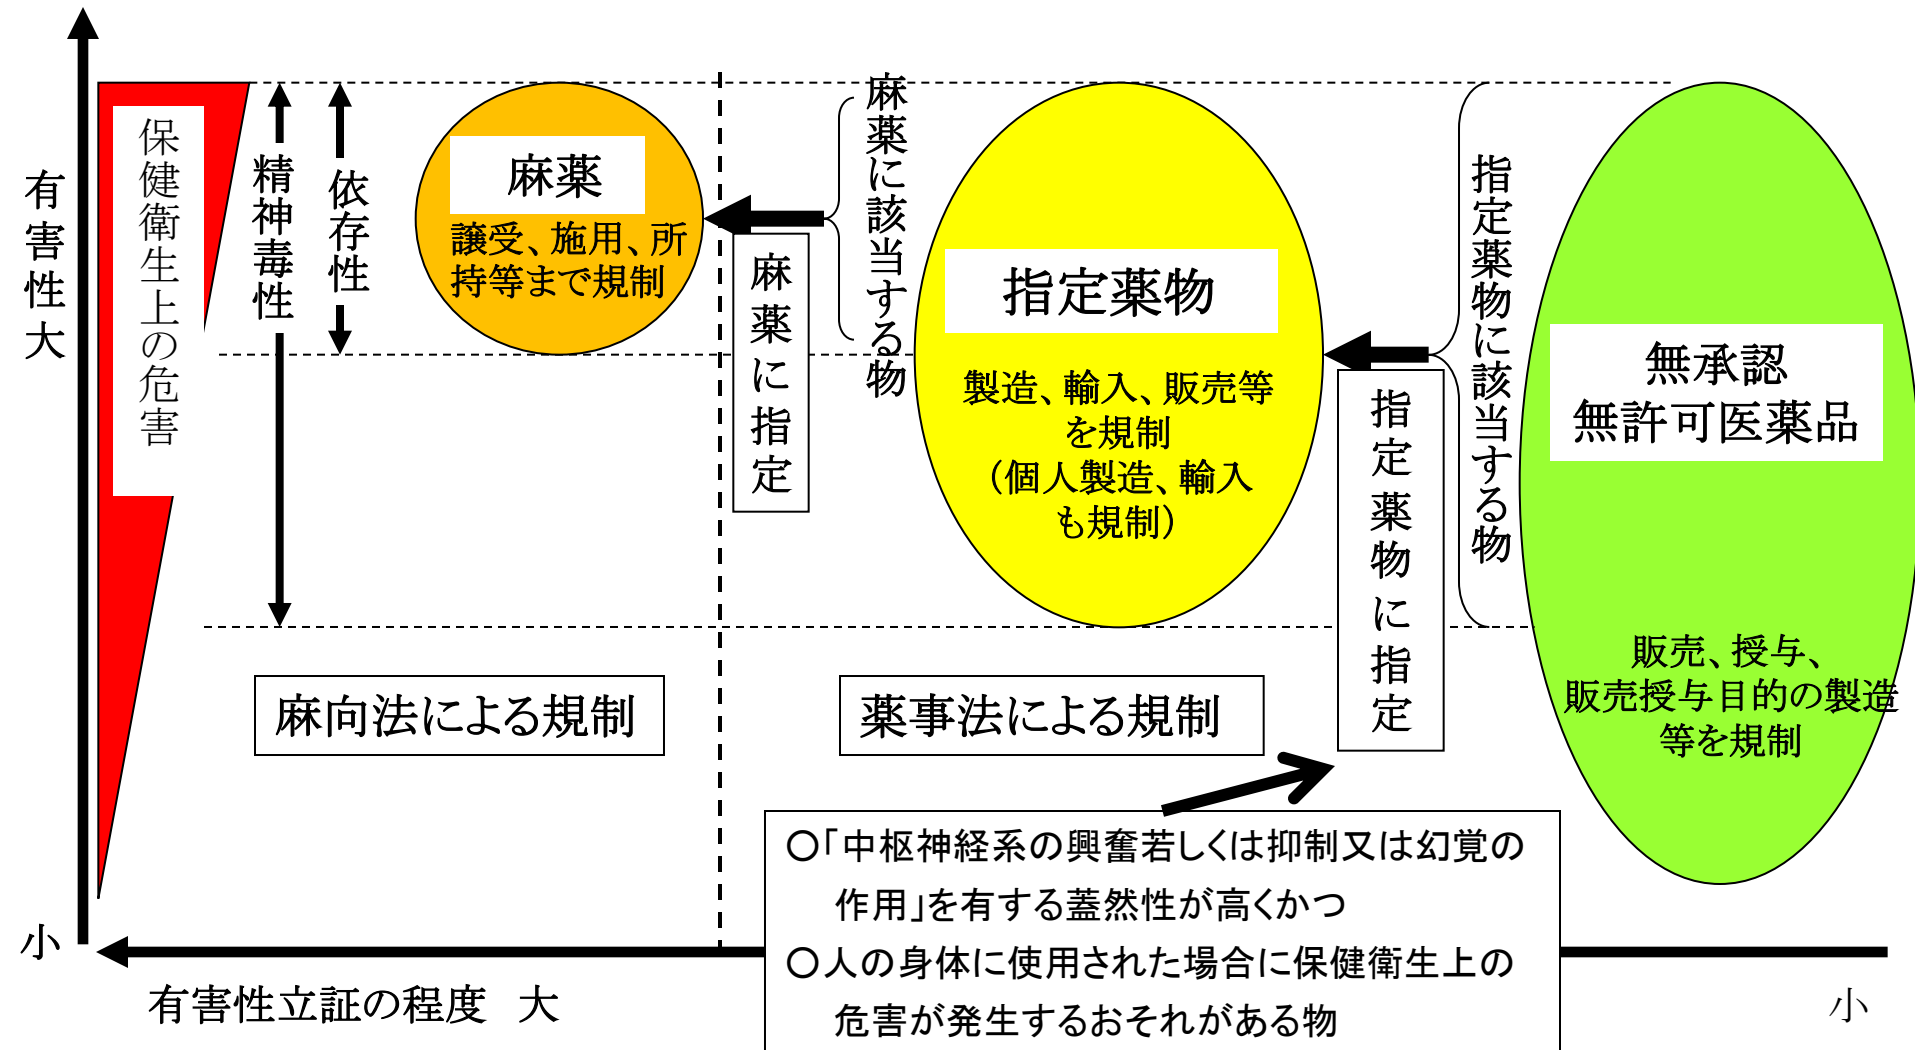 有害性大
小
保健衛生上の危害
精神毒性
依存性
麻薬
譲受、施用、所
持等まで規制
麻薬に指定
麻薬に該当する物
指定薬物
製造、輸入、販売等
を規制
（個人製造、輸入
も規制）
指定薬物に指定
指定薬物に該当する物
無承認
無許可医薬品
販売、授与、
販売授与目的の製造
等を規制
麻向法による規制
薬事法による規制
○「中枢神経系の興奮若しくは抑制又は幻覚の
作用」を有する蓋然性が高くかつ
○人の身体に使用された場合に保健衛生上の
危害が発生するおそれがある物
有害性立証の程度　大
小